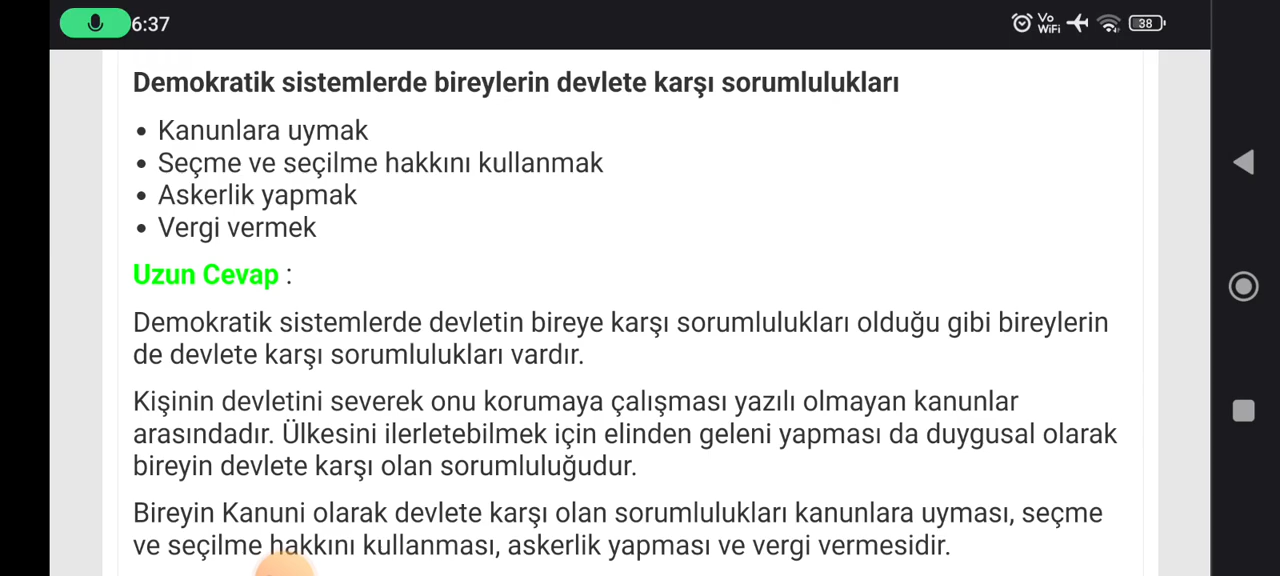 6:37
Vo
WiFi
38
Demokratik sistemlerde bireylerin devlete karşı sorumlulukları
• Kanunlara uymak
• Seçme ve seçilme hakkını kullanmak
• Askerlik yapmak
• Vergi vermek
Uzun Cevap :
Demokratik sistemlerde devletin bireye karşı sorumlulukları olduğu gibi bireylerin
de devlete karşı sorumlulukları vardır.
Kişinin devletini severek onu korumaya çalışması yazılı olmayan kanunlar
arasındadır. Ülkesini ilerletebilmek için elinden geleni yapması da duygusal olarak
bireyin devlete karşı olan sorumluluğudur.
Bireyin Kanuni olarak devlete karşı olan sorumlulukları kanunlara uyması, seçme
ve seçilme hakkını kullanması, askerlik yapması ve vergi vermesidir.